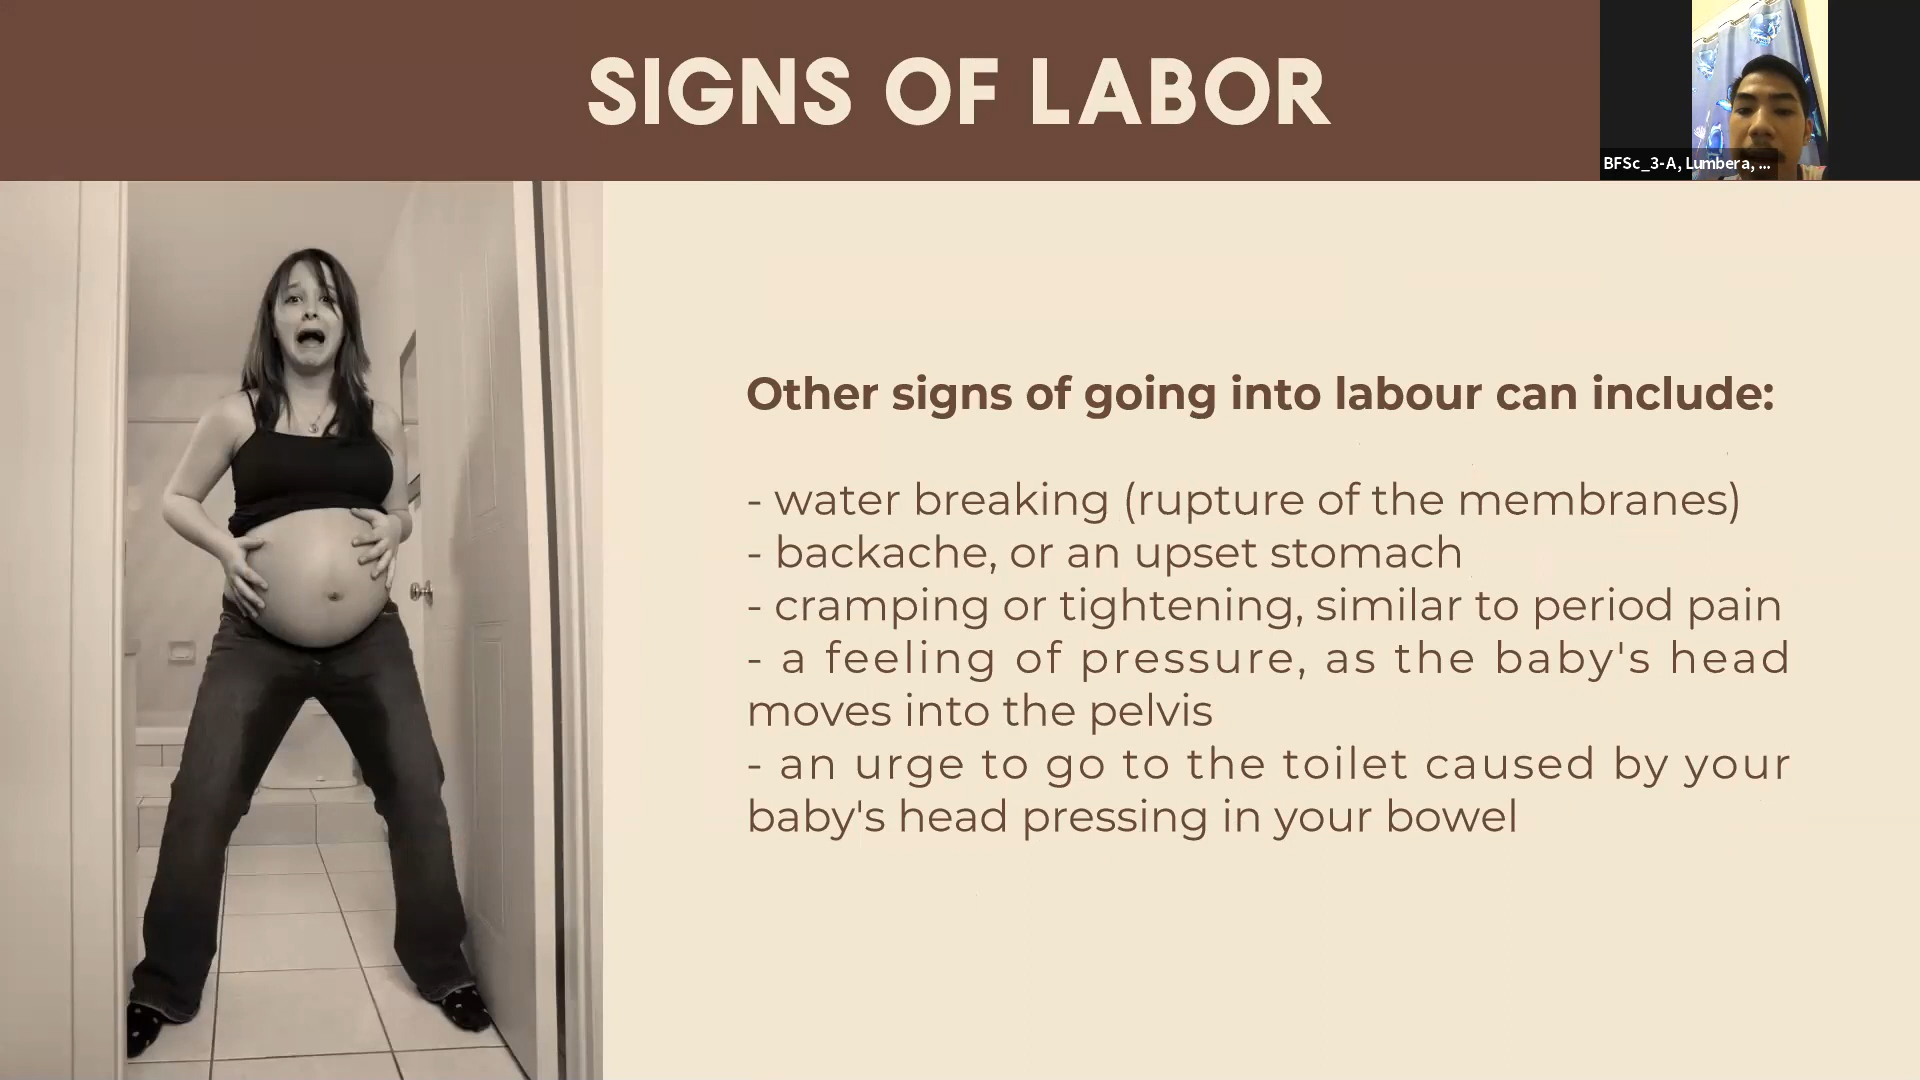 SIGNS OF LABOR
BFSc_3-A, Lumbera, ...
Other signs of going into labour can include:
- water breaking (rupture of the membranes)
- backache, or an upset stomach
- cramping or tightening, similar to period pain
- a feeling of pressure, as the baby's head
moves into the pelvis
- an urge to go to the toilet caused by your
baby's head pressing in your bowel